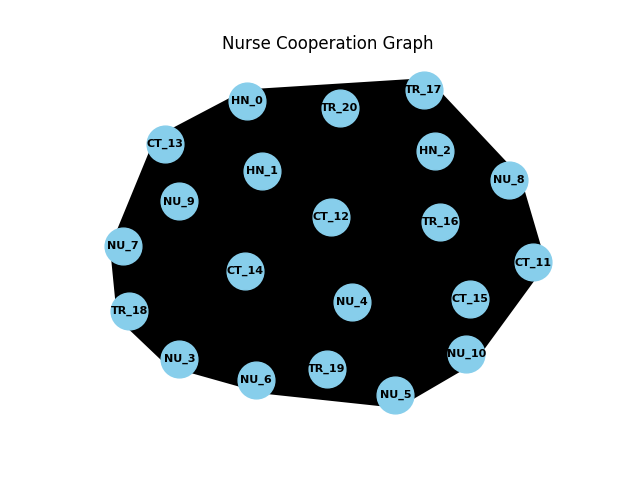 Nurse Cooperation Graph
TR_17
HN_0
TR_20
CT_13
HN_2
HN_1
NU_8
NU_9
CT_12
TR_16
NU_7
CT_11
CT_14
CT_15
NU_4
TR_18
NU_10
NU_3
TR_19
NU_6
NU_5